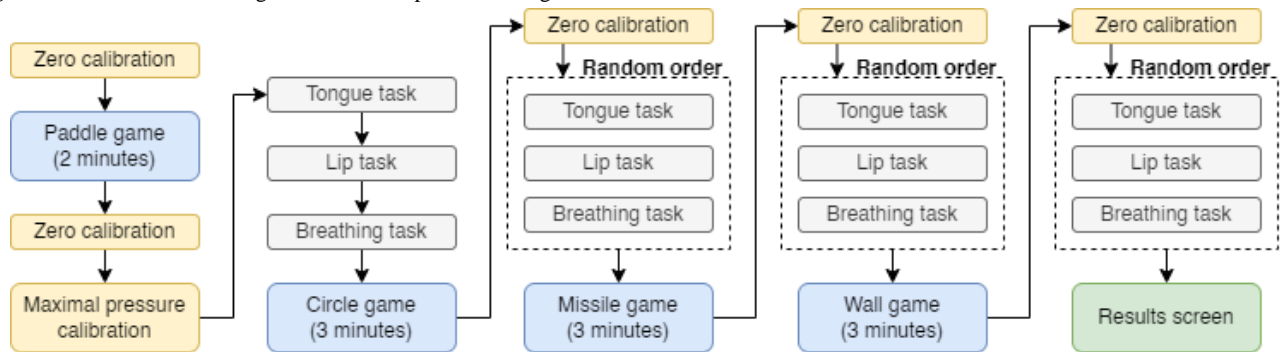 Zero calibration
Paddle game
(2 minutes)
Zero calibration
Maximal pressure
calibration
Tongue task
Lip task
Breathing task
Circle game
(3 minutes)
Zero calibration
Random order
Tongue task
Lip task
Breathing task
Missile game
(3 minutes)
Zero calibration
Random order
Tongue task
Lip task
Breathing task
Wall game
(3 minutes)
Zero calibration
Random order
Tongue task
Lip task
Breathing task
Results screen